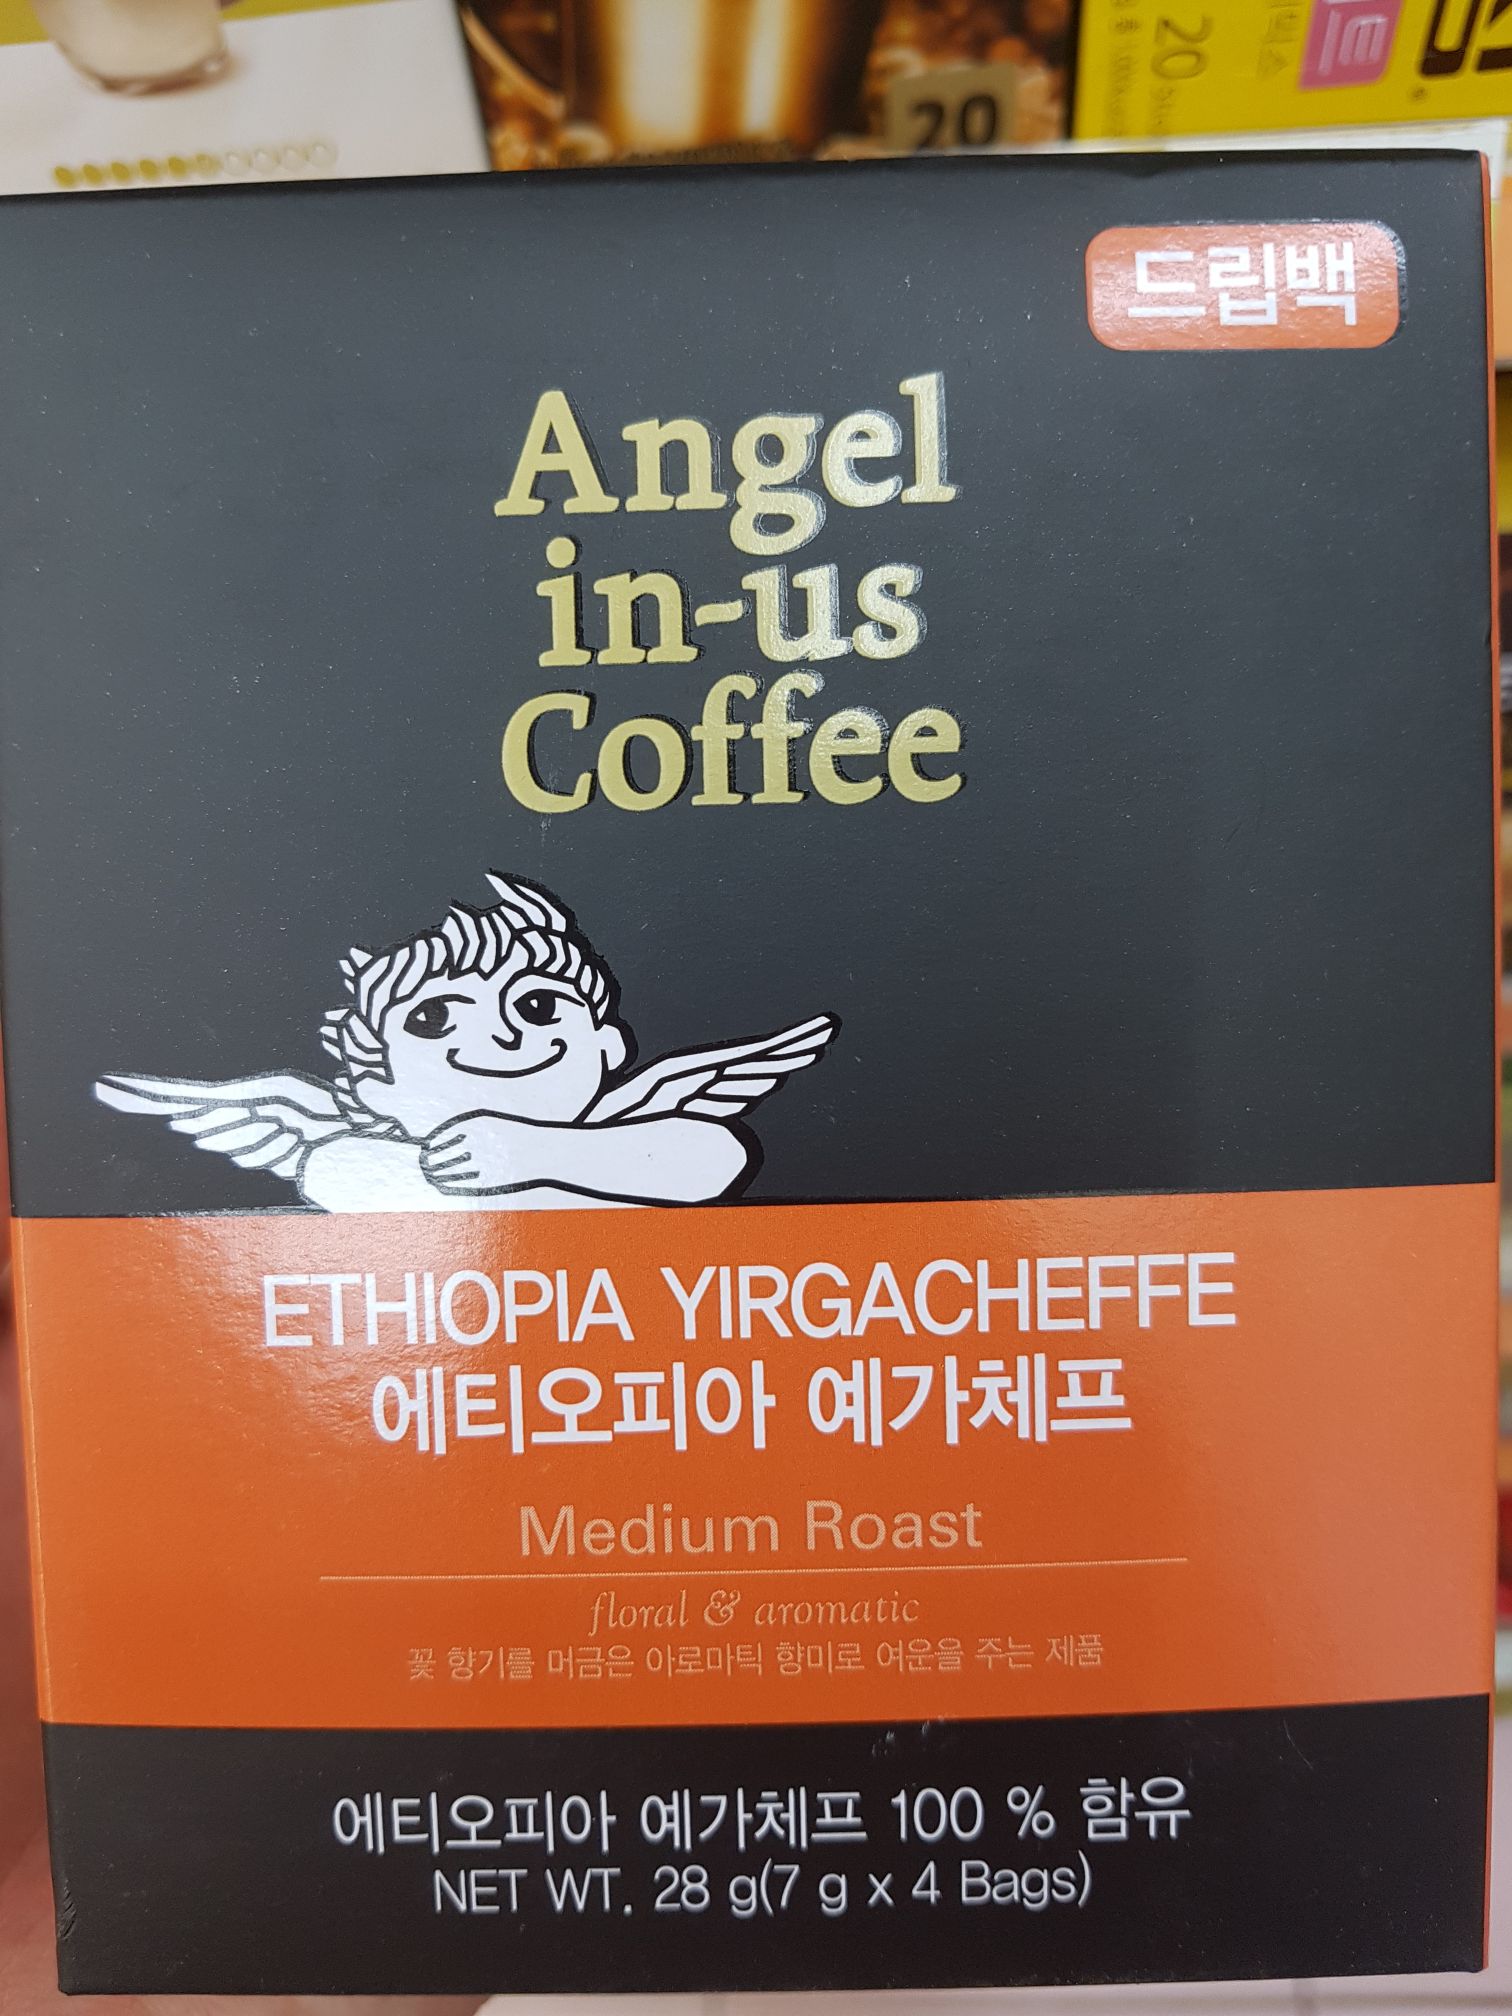 20
20
드립백
Angel
in-us
Coffee
ETHIOPIA YIRGACHEFFE
에티오피아 예가체프
Medium Roast
floral & aromatic
꽃 향기를 머금은 아로마틱 향미로 여운을 주는 제품
에티오피아 예가체프 100 % 함유
NET WT. 28 g(7 g x 4 Bags)